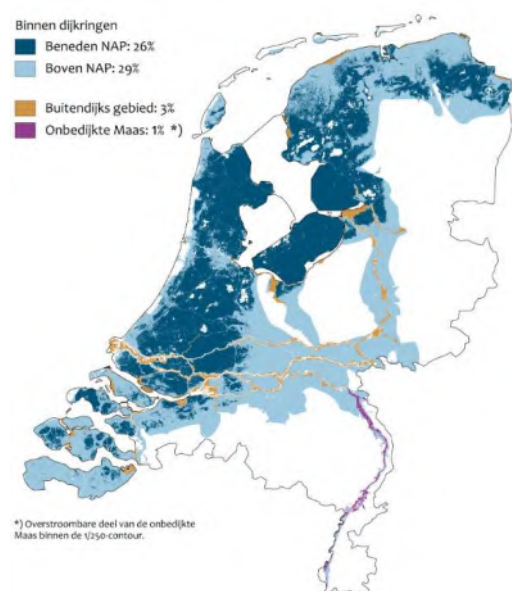 Binnen dijkringen
Beneden NAP: 26%
Boven NAP: 29%
Buitendijks gebied: 3%
Onbedijkte Maas: 1% *)
*) Overstroombare deel van de onbedijkte
Maas binnen de 1/250-contour.